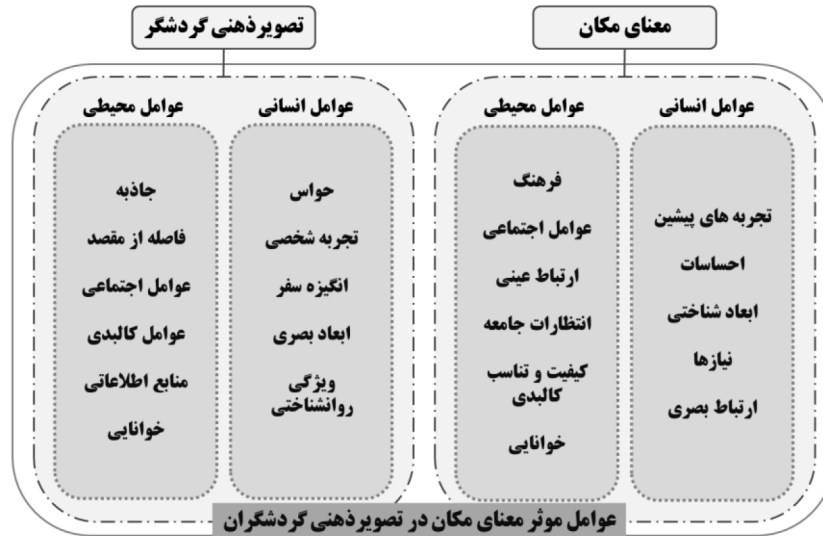 معنای مکان
تصویرذهنی گردشگر
عوامل انسانی
تجربه های پیشین
احساسات
ابعاد شناختی
نیازها
ارتباط بصری
عوامل محیطی
فرهنگ
عوامل اجتماعی
ارتباط عینی
انتظارات جامعه
کیفیت و تناسب
کالبدی
خوانایی
عوامل انسانی
حواس
تجربه شخصی
انگیزه سفر
ابعاد بصری
ویژگی
روانشناختی
عوامل محیطی
جاذبه
فاصله از مقصد
عوامل اجتماعی
عوامل کالبدی
منابع اطلاعاتی
خوانایی
عوامل موثر معنای مکان در تصویرذهنی گردشگران